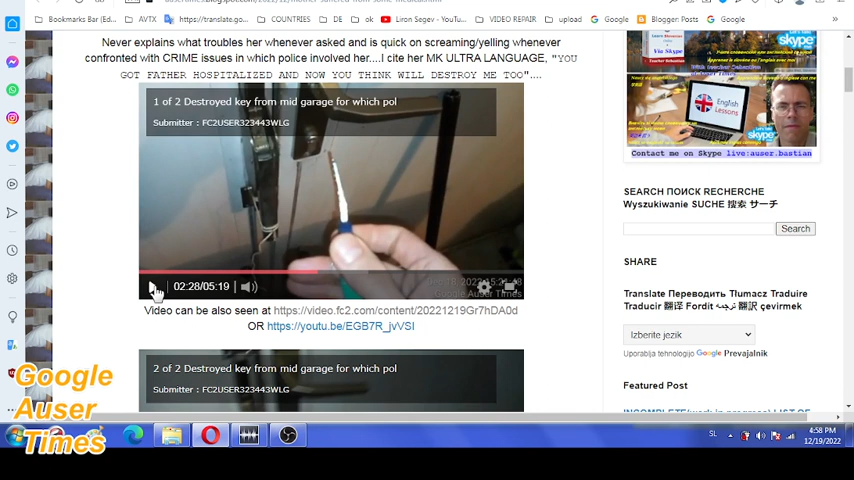 Bookmarks Bar (Ed
AVTX
https://translate.go...
COUNTRIES
DE
ok
Liron Segev - YouTu...
VIDEO REPAIR
upload
Google
Blogger: Posts
Google
Never explains what troubles her whenever asked and is quick on screaming/yelling whenever
confronted with CRIME issues in which police involved her....I cite her MK ULTRA LANGUAGE, "YOU
GOT FATHER HOSPITALIZED AND NOW YOU THINK WILL DESTROY ME TOO"....
1 of 2 Destroyed key from mid garage for which pol
Submitter : FC2USER323443WLG
Google Auser Times
02:28/05:19
Video can be also seen at https://video.fc2.com/content/20221219Gr7hDA0d
OR https://youtu.be/EGB7R_jvVSI
2 of 2 Destroyed key from mid garage for which pol
Submitter : FC2USER323443WLG
English
Lessons
Contact me on Skype live:auser.bastian
SEARCH ПОИСК RECHERCHE
Wyszukiwanie SUCHE 搜索 サーチ
Search
SHARE
Translate Переводить Tłumacz Traduire
Traducir 翻译 Fordít ترجمة 翻訳 çevirmek
Izberite jezik
Uporablja tehnologijo Google Prevajalnik
Featured Post
Google
Auser
Times
SL
4:58 PM
12/19/2022